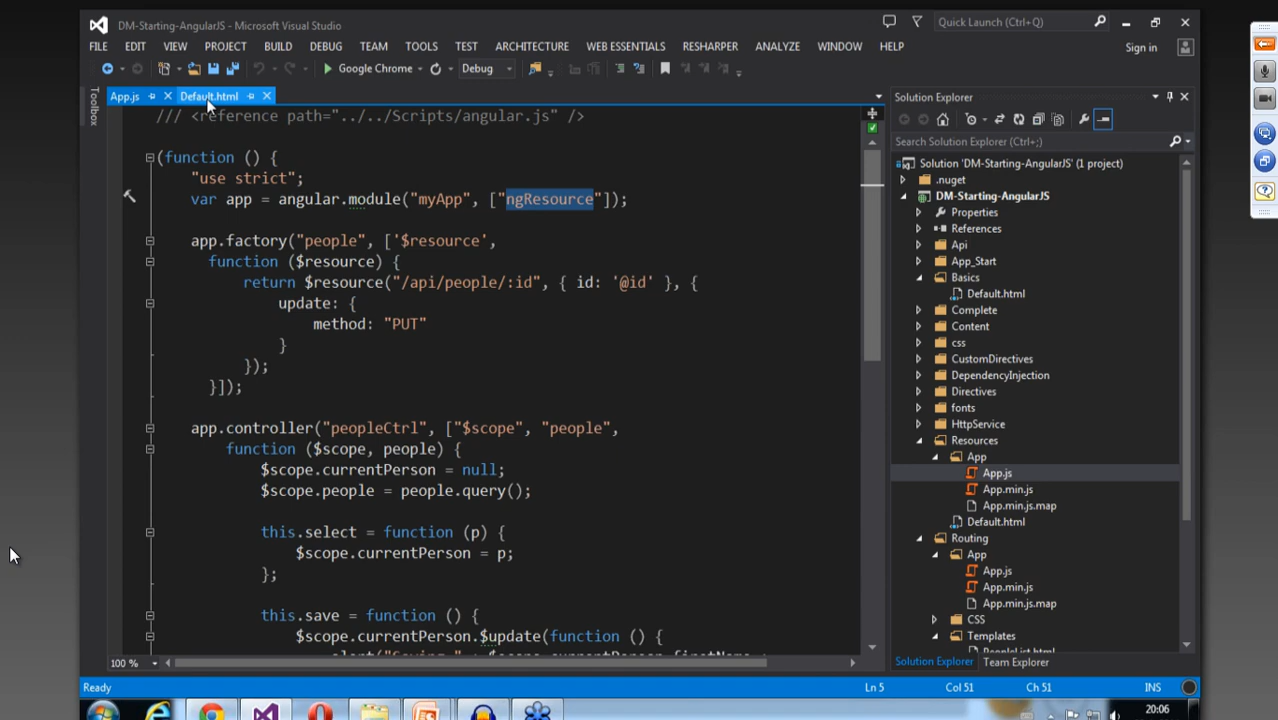 DM-Starting-AngularJS - Microsoft Visual Studio
Quick Launch (Ctrl+;)
FILE EDIT VIEW PROJECT BUILD DEBUG TEAM TOOLS TEST ARCHITECTURE WEB ESSENTIALS RESHARPER ANALYZE WINDOW HELP
Sign in
Google Chrome Debug
Toolbox
App.js Default.html
/// <reference path="../../Scripts/angular.js" />
(function () {
"use strict";
var app = angular.module("myApp", ["ngResource"]);
app.factory("people", ['$resource',
function ($resource) {
return $resource("/api/people/:id", { id: '@id' }, {
update: {
method: "PUT"
}
});
}]);
app.controller("peopleCtrl", ["$scope", "people",
function ($scope, people) {
$scope.currentPerson = null;
$scope.people = people.query();
this.select = function (p) {
$scope.currentPerson = p;
};
this.save = function () {
$scope.currentPerson.$update(function () {
100 %
Solution Explorer
Search Solution Explorer (Ctrl+;)
Solution 'DM-Starting-AngularJS' (1 project)
.nuget
DM-Starting-AngularJS
Properties
References
Api
App_Start
Basics
Default.html
Complete
Content
css
CustomDirectives
DependencyInjection
Directives
fonts
HttpService
Resources
App
App.js
App.min.js
App.min.js.map
Default.html
Routing
App
App.js
App.min.js
App.min.js.map
CSS
Templates
PeopleList.html
Solution Explorer Team Explorer
Ready Ln 5 Col 51 Ch 51 INS
20:06